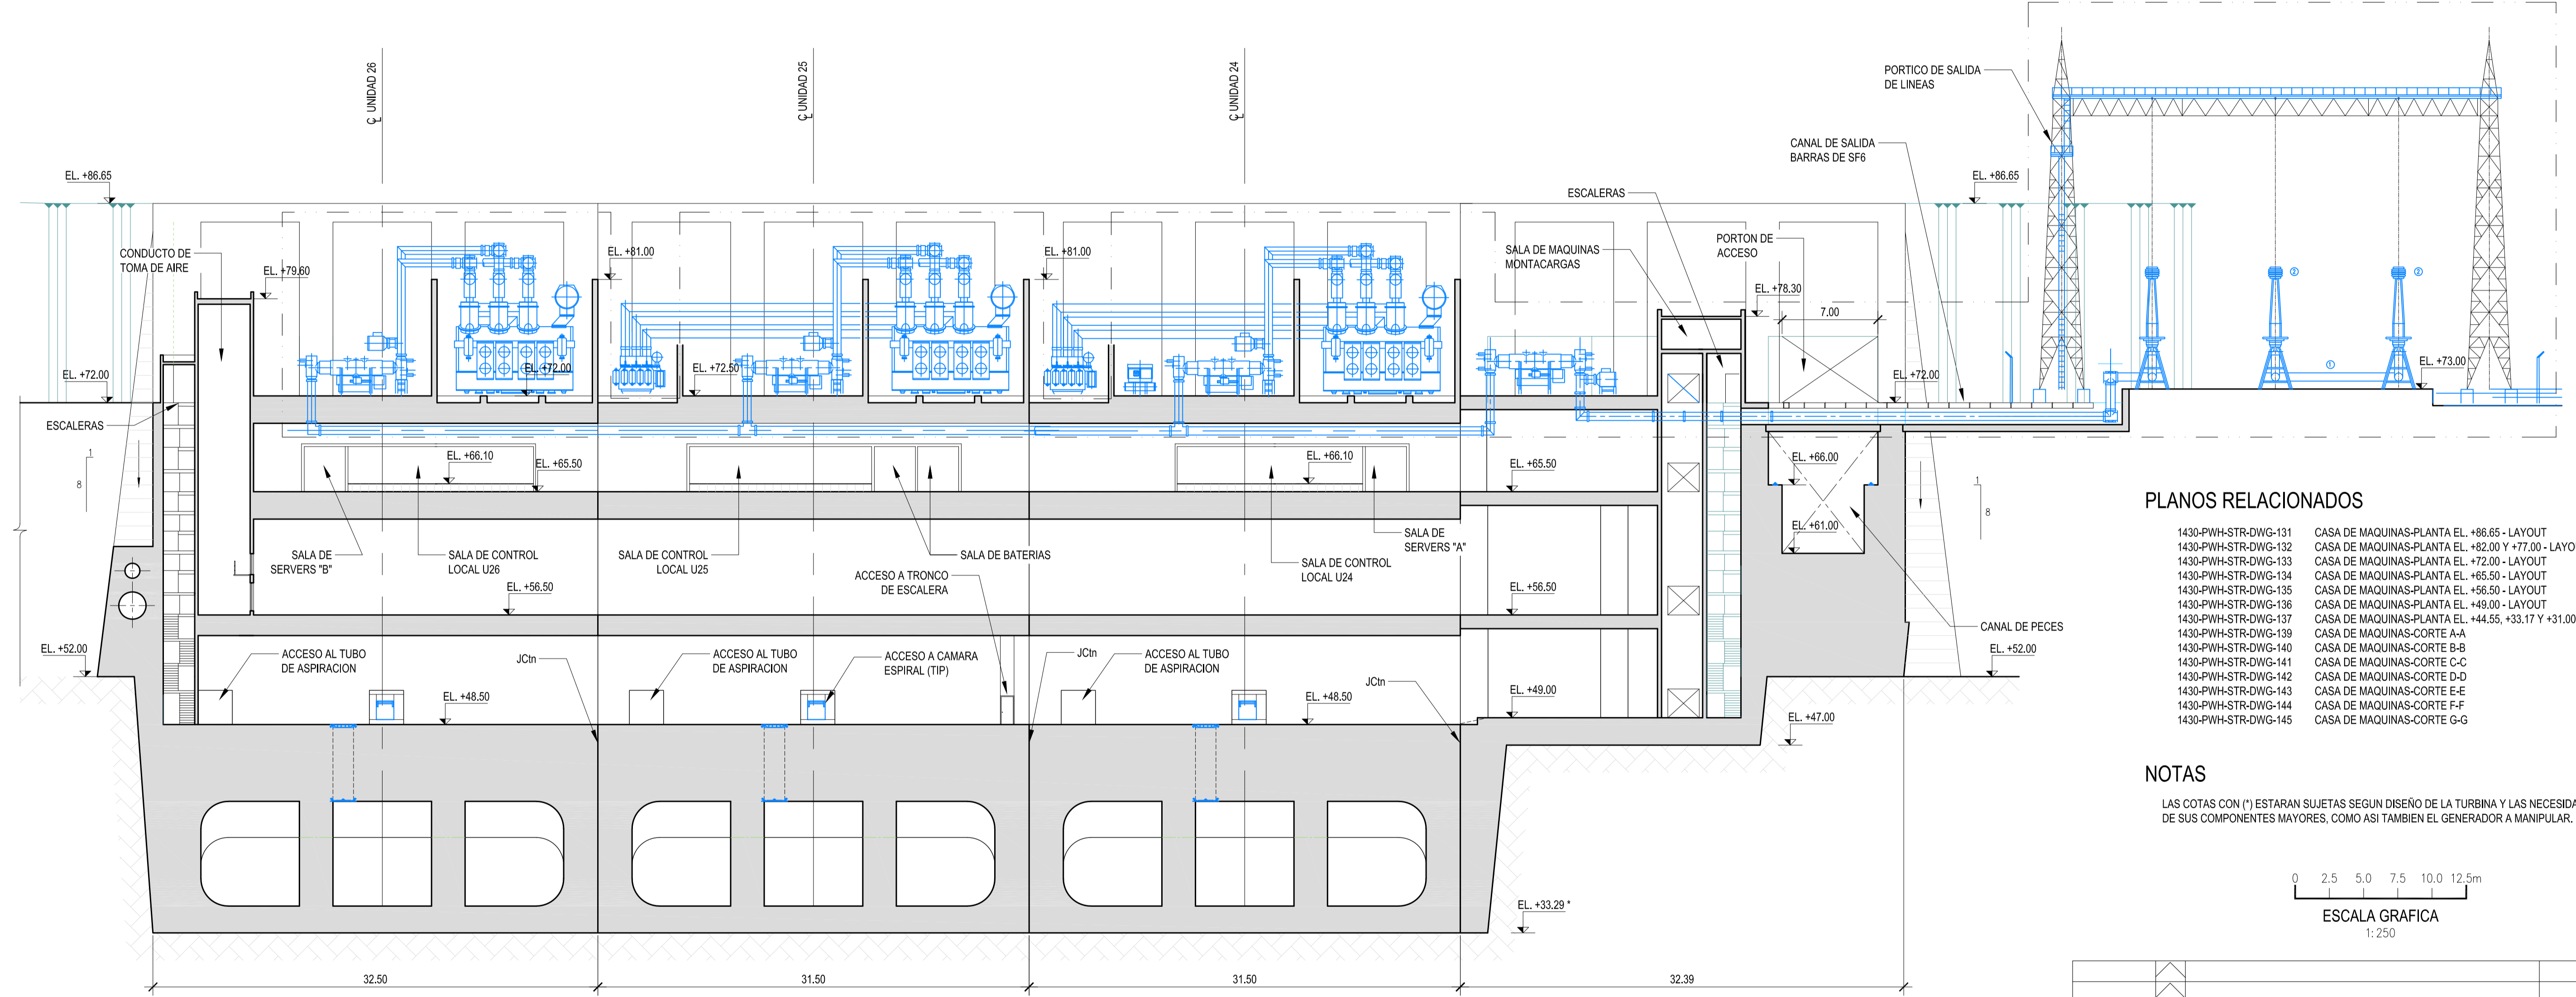 ℄ UNIDAD 26
℄ UNIDAD 25
℄ UNIDAD 24
PORTICO DE SALIDA
DE LINEAS
CANAL DE SALIDA
BARRAS DE SF6
EL. +86.65
EL. +86.65
ESCALERAS
CONDUCTO DE
TOMA DE AIRE
EL. +79.60
EL. +81.00
EL. +81.00
SALA DE MAQUINAS
MONTACARGAS
PORTON DE
ACCESO
EL. +78.30
7.00
2
2
1
EL. +72.00
EL. +72.00
EL. +72.50
EL. +72.00
EL. +73.00
ESCALERAS
1
8
EL. +66.10
EL. +65.50
EL. +66.10
EL. +65.50
EL. +66.00
EL. +61.00
1
8
SALA DE
SERVERS "B"
SALA DE CONTROL
LOCAL U26
SALA DE CONTROL
LOCAL U25
SALA DE BATERIAS
SALA DE CONTROL
LOCAL U24
SALA DE
SERVERS "A"
ACCESO A TRONCO
DE ESCALERA
EL. +56.50
EL. +56.50
CANAL DE PECES
EL. +52.00
EL. +52.00
ACCESO AL TUBO
DE ASPIRACION
JCtn
ACCESO AL TUBO
DE ASPIRACION
ACCESO A CAMARA
ESPIRAL (TIP)
JCtn
ACCESO AL TUBO
DE ASPIRACION
JCtn
EL. +48.50
EL. +48.50
EL. +49.00
EL. +47.00
EL. +33.29 *
32.50
31.50
31.50
32.39
PLANOS RELACIONADOS
1430-PWH-STR-DWG-131 CASA DE MAQUINAS-PLANTA EL. +86.65 - LAYOUT
1430-PWH-STR-DWG-132 CASA DE MAQUINAS-PLANTA EL. +82.00 Y +77.00 - LAYO
1430-PWH-STR-DWG-133 CASA DE MAQUINAS-PLANTA EL. +72.00 - LAYOUT
1430-PWH-STR-DWG-134 CASA DE MAQUINAS-PLANTA EL. +65.50 - LAYOUT
1430-PWH-STR-DWG-135 CASA DE MAQUINAS-PLANTA EL. +56.50 - LAYOUT
1430-PWH-STR-DWG-136 CASA DE MAQUINAS-PLANTA EL. +49.00 - LAYOUT
1430-PWH-STR-DWG-137 CASA DE MAQUINAS-PLANTA EL. +44.55, +33.17 Y +31.00
1430-PWH-STR-DWG-139 CASA DE MAQUINAS-CORTE A-A
1430-PWH-STR-DWG-140 CASA DE MAQUINAS-CORTE B-B
1430-PWH-STR-DWG-141 CASA DE MAQUINAS-CORTE C-C
1430-PWH-STR-DWG-142 CASA DE MAQUINAS-CORTE D-D
1430-PWH-STR-DWG-143 CASA DE MAQUINAS-CORTE E-E
1430-PWH-STR-DWG-144 CASA DE MAQUINAS-CORTE F-F
1430-PWH-STR-DWG-145 CASA DE MAQUINAS-CORTE G-G
NOTAS
LAS COTAS CON (*) ESTARAN SUJETAS SEGUN DISEÑO DE LA TURBINA Y LAS NECESIDA
DE SUS COMPONENTES MAYORES, COMO ASI TAMBIEN EL GENERADOR A MANIPULAR.
0 2.5 5.0 7.5 10.0 12.5m
ESCALA GRAFICA
1: 250